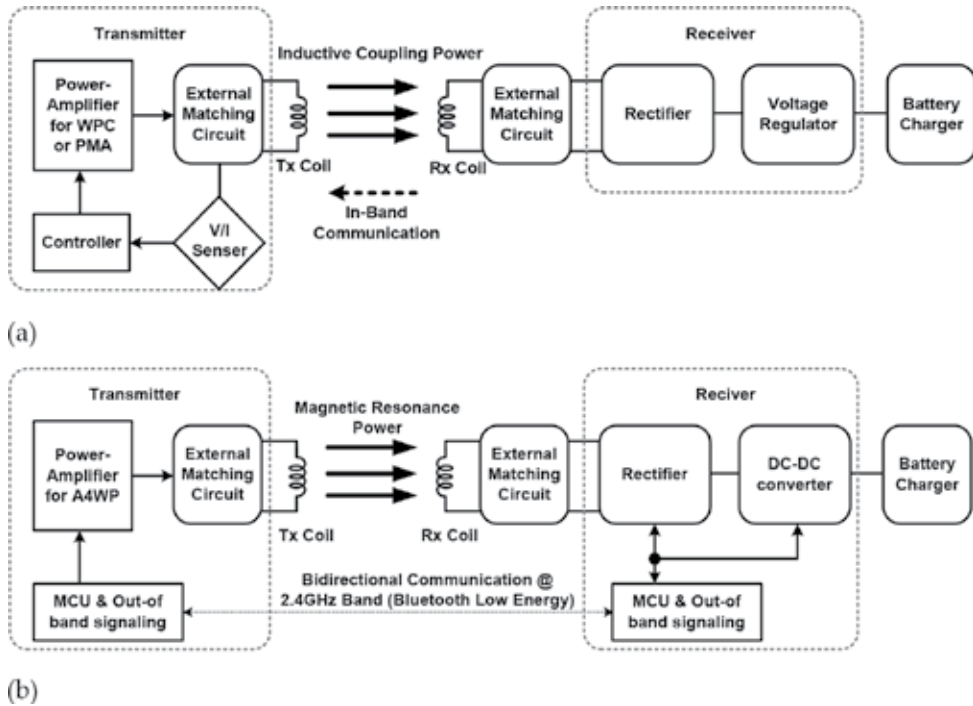 Transmitter
Receiver
Inductive Coupling Power
Power-
Amplifier
for WPC
or PMA
External
Matching
Circuit
Tx Coil
Rx Coil
External
Matching
Circuit
Rectifier
Voltage
Regulator
Battery
Charger
In-Band
Communication
Controller
V/I
Senser
(a)
Transmitter
Reciver
Magnetic Resonance
Power
Power-
Amplifier
for A4WP
External
Matching
Circuit
Tx Coil
Rx Coil
External
Matching
Circuit
Rectifier
DC-DC
converter
Battery
Charger
Bidirectional Communication @
2.4GHz Band (Bluetooth Low Energy)
MCU & Out-of
band signaling
MCU & Out-of
band signaling
(b)